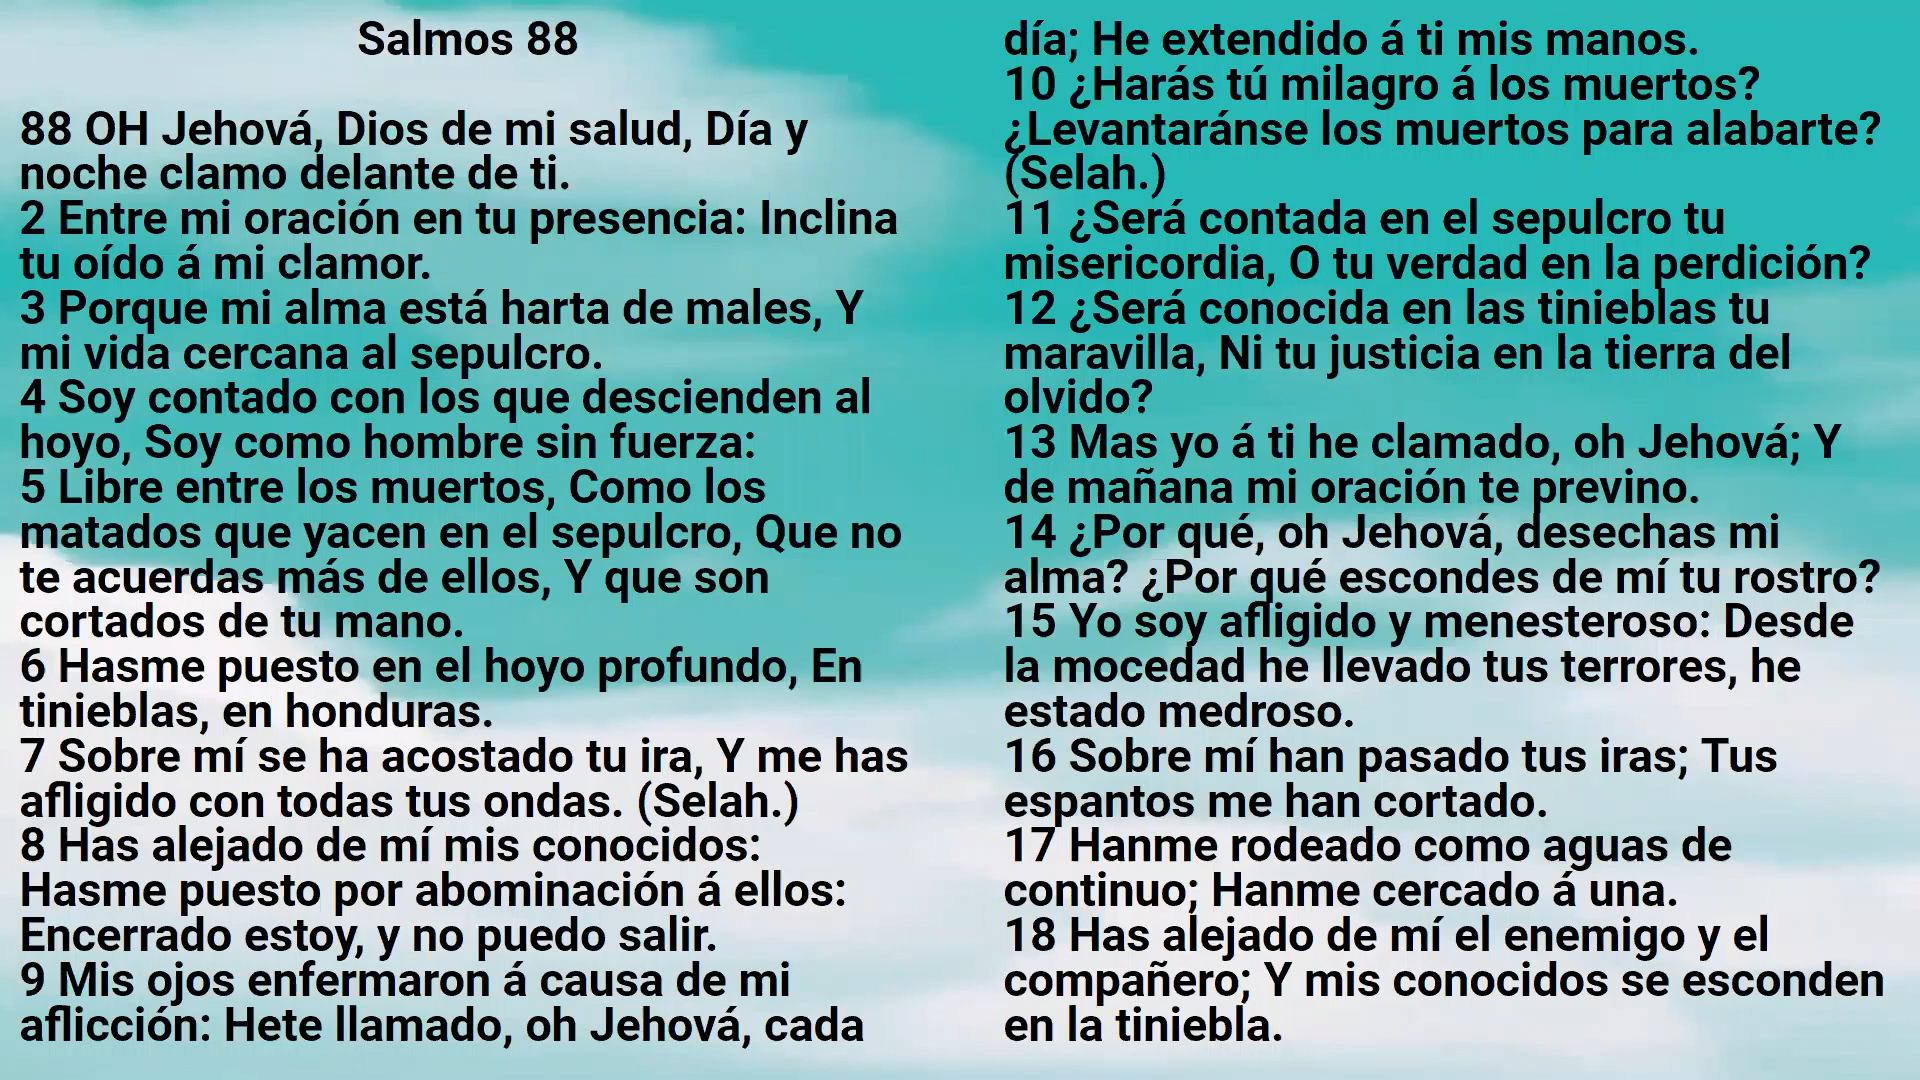 Salmos 88
88 OH Jehová, Dios de mi salud, Día y
noche clamo delante de ti.
2 Entre mi oración en tu presencia: Inclina
tu oído á mi clamor.
3 Porque mi alma está harta de males, Y
mi vida cercana al sepulcro.
4 Soy contado con los que descienden al
hoyo, Soy como hombre sin fuerza:
5 Libre entre los muertos, Como los
matados que yacen en el sepulcro, Que no
te acuerdas más de ellos, Y que son
cortados de tu mano.
6 Hasme puesto en el hoyo profundo, En
tinieblas, en honduras.
7 Sobre mí se ha acostado tu ira, Y me has
afligido con todas tus ondas. (Selah.)
8 Has alejado de mí mis conocidos:
Hasme puesto por abominación á ellos:
Encerrado estoy, y no puedo salir.
9 Mis ojos enfermaron á causa de mi
aflicción: Hete llamado, oh Jehová, cada
día; He extendido á ti mis manos.
10 ¿Harás tú milagro á los muertos?
¿Levantaránse los muertos para alabarte?
(Selah.)
11 ¿Será contada en el sepulcro tu
misericordia, O tu verdad en la perdición?
12 ¿Será conocida en las tinieblas tu
maravilla, Ni tu justicia en la tierra del
olvido?
13 Mas yo á ti he clamado, oh Jehová; Y
de mañana mi oración te previno.
14 ¿Por qué, oh Jehová, desechas mi
alma? ¿Por qué escondes de mí tu rostro?
15 Yo soy afligido y menesteroso: Desde
la mocedad he llevado tus terrores, he
estado medroso.
16 Sobre mí han pasado tus iras; Tus
espantos me han cortado.
17 Hanme rodeado como aguas de
continuo; Hanme cercado á una.
18 Has alejado de mí el enemigo y el
compañero; Y mis conocidos se esconden
en la tiniebla.